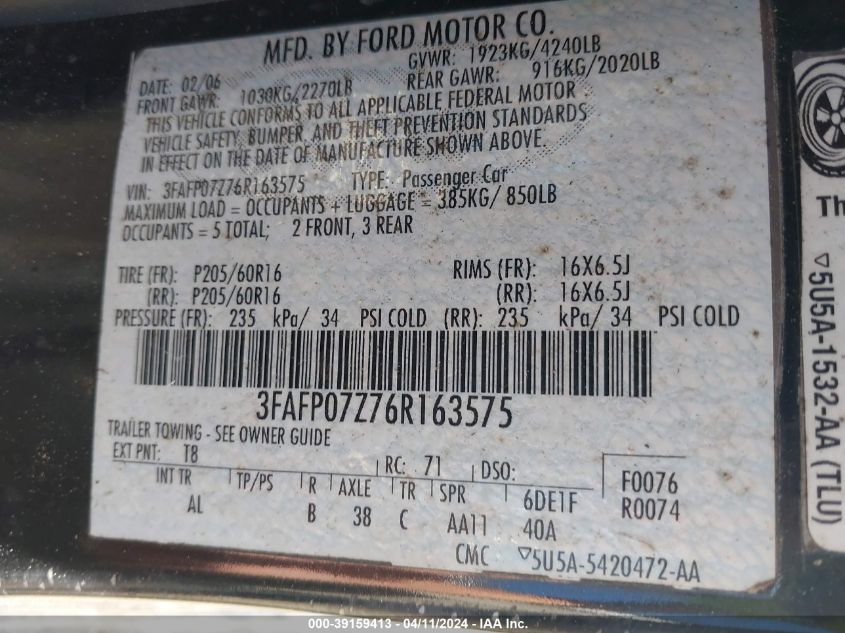 MFD. BY FORD MOTOR CO.
DATE: 02/06 GVWR: 1923KG/4240LB
FRONT GAWR: 1030KG/2270LB REAR GAWR: 916KG/2020LB
THIS VEHICLE CONFORMS TO ALL APPLICABLE FEDERAL MOTOR
VEHICLE SAFETY, BUMPER, AND THEFT PREVENTION STANDARDS
IN EFFECT ON THE DATE OF MANUFACTURE SHOWN ABOVE.
VIN: 3FAFP07Z76R163575 TYPE: Passenger Car
MAXIMUM LOAD = OCCUPANTS + LUGGAGE = 385KG/ 850LB
OCCUPANTS = 5 TOTAL; 2 FRONT, 3 REAR
TIRE (FR): P205/60R16 RIMS (FR): 16X6.5J
(RR): P205/60R16 (RR): 16X6.5J
PRESSURE (FR): 235 kPa/ 34 PSI COLD (RR): 235 kPa/ 34 PSI COLD
3FAFP07Z76R163575
TRAILER TOWING - SEE OWNER GUIDE
EXT PNT: T8 RC: 71 DSO: F0076
INT TR TP/PS R AXLE TR SPR 6DE1F R0074
AL B 38 C AA11 40A
CMC ▽5U5A-5420472-AA
Th
▽5U5A-1532-AA (TLU)
000-39159413 - 04/11/2024 - IAA Inc.